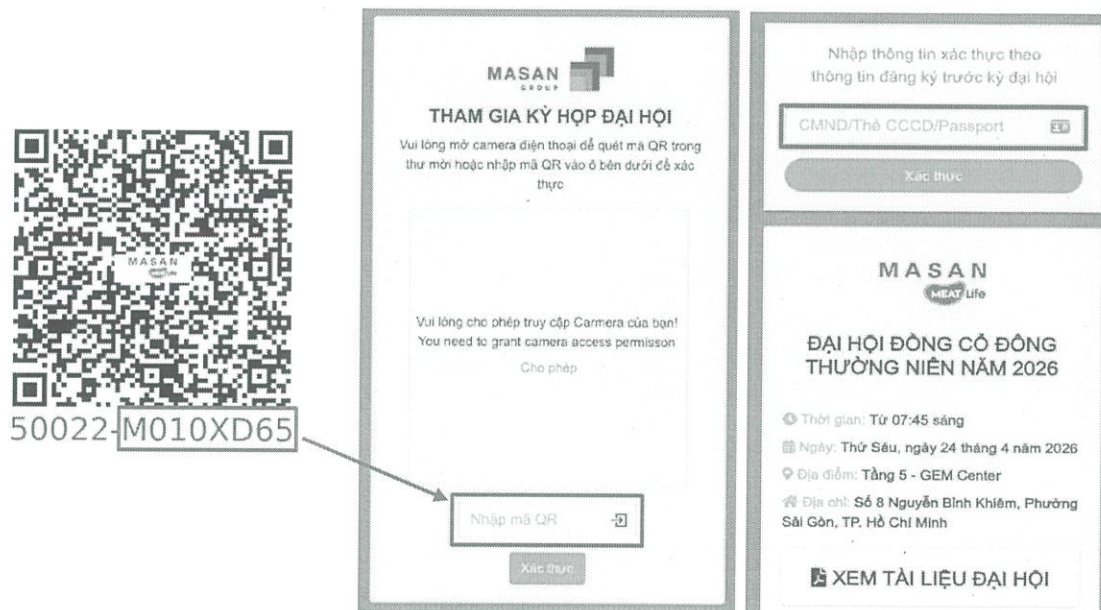 MASAN
50022-M010XD65
MASAN
GROUP
THAM GIA KỲ HỌP ĐẠI HỘI
Vui lòng mở camera điện thoại để quét mã QR trong
thư mời hoặc nhập mã QR vào ô bên dưới để xác
thực
Vui lòng cho phép truy cập Carmera của bạn!
You need to grant camera access permisson
Cho phép
Nhập mã QR
Xác thực
Nhập thông tin xác thực theo
thông tin đăng ký trước kỳ đại hội
CMND/Thẻ CCCD/Passport
Xác thực
MASAN
MEAT Life
ĐẠI HỘI ĐỒNG CỔ ĐÔNG
THƯỜNG NIÊN NĂM 2026
Thời gian: Từ 07:45 sáng
Ngày: Thứ Sáu, ngày 24 tháng 4 năm 2026
Địa điểm: Tầng 5 - GEM Center
Địa chỉ: Số 8 Nguyễn Bỉnh Khiêm, Phường
Sài Gòn, TP. Hồ Chí Minh
XEM TÀI LIỆU ĐẠI HỘI